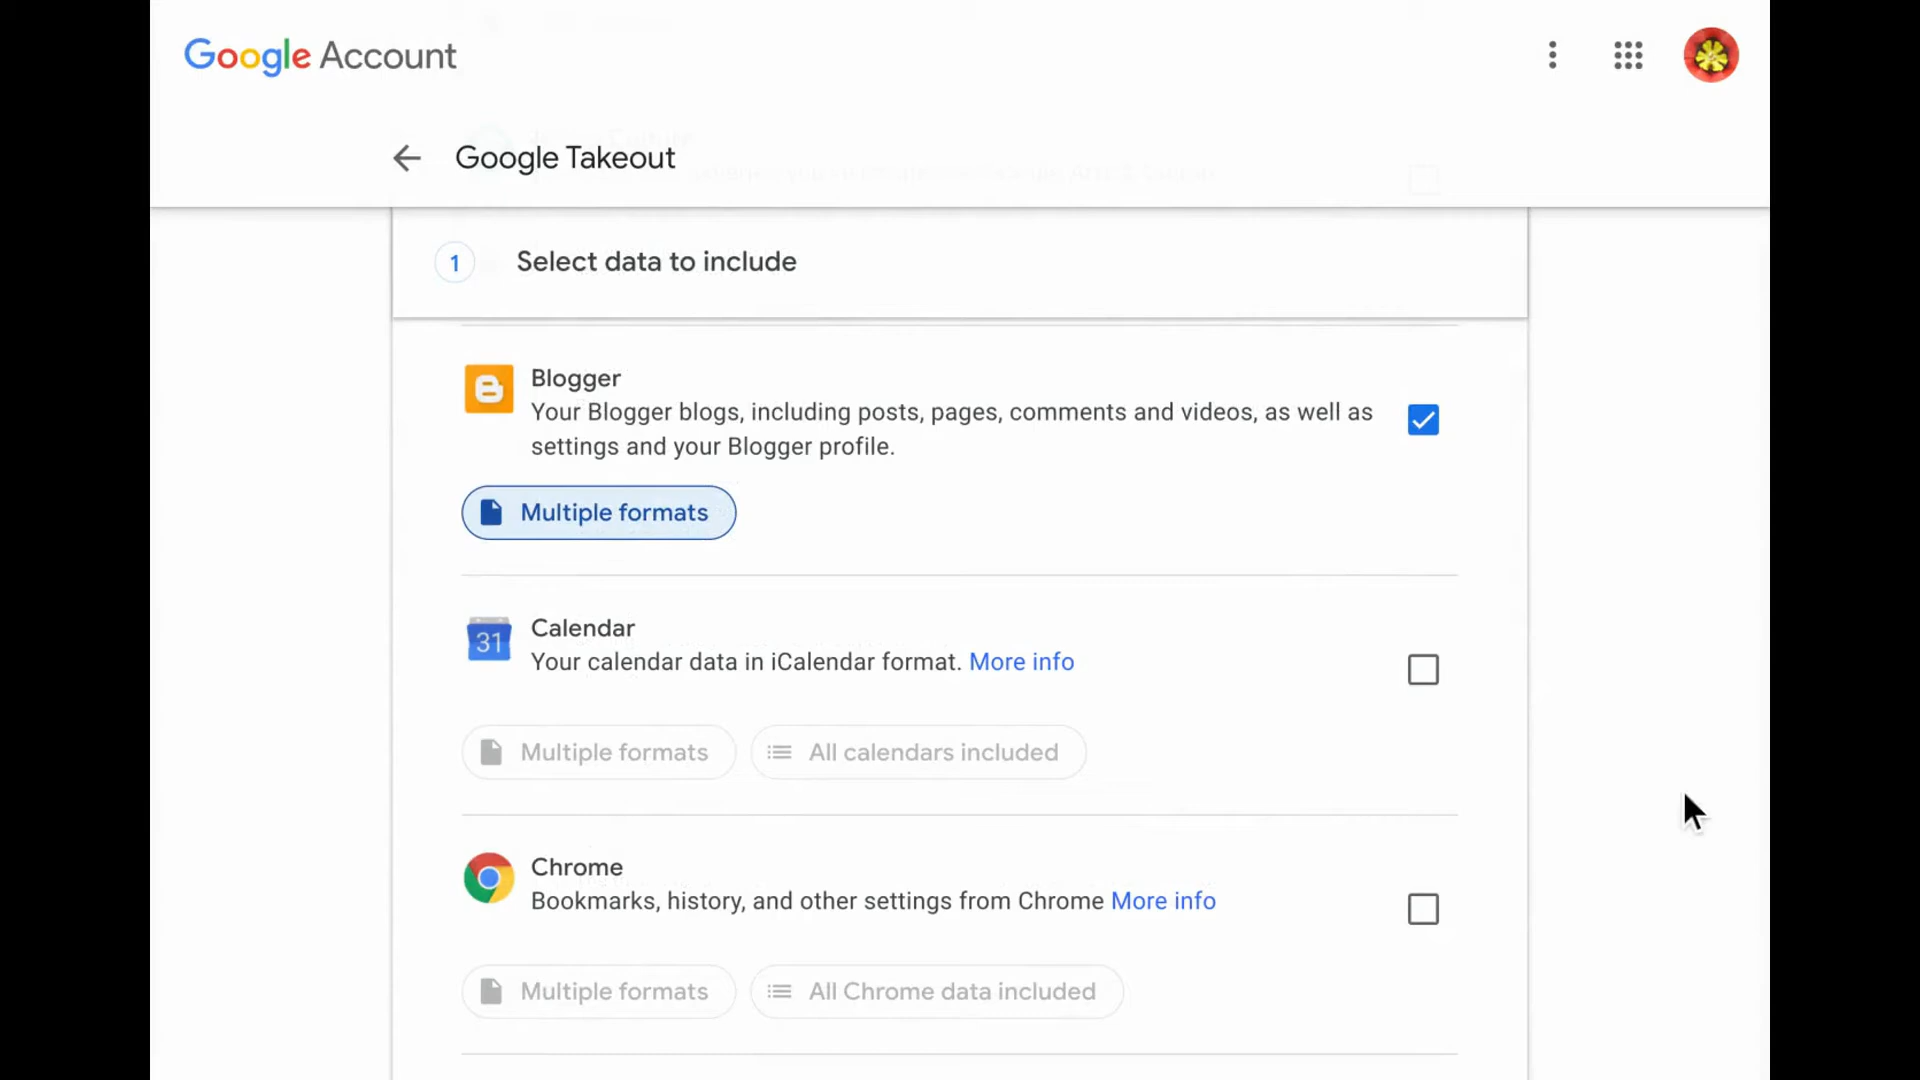 Google Account
Google Takeout
1 Select data to include
Blogger
Your Blogger blogs, including posts, pages, comments and videos, as well as
settings and your Blogger profile.
Multiple formats
31 Calendar
Your calendar data in iCalendar format. More info
Multiple formats All calendars included
Chrome
Bookmarks, history, and other settings from Chrome More info
Multiple formats All Chrome data included